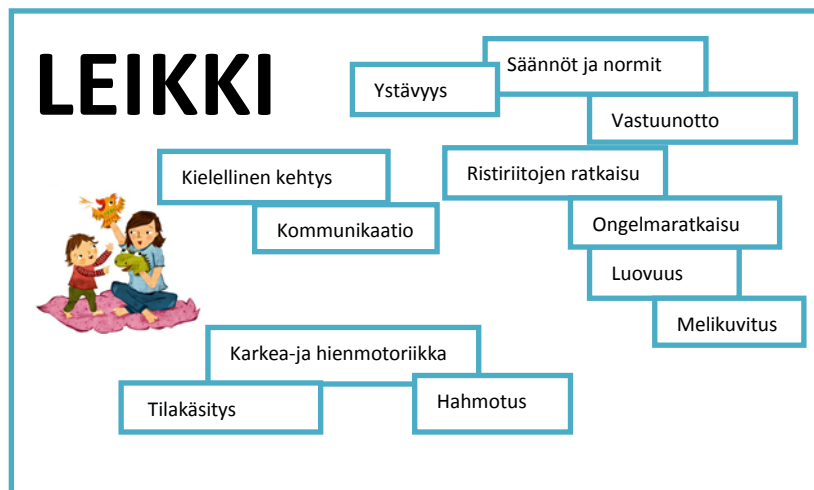 LEIKKI
Säännöt ja normit
Ystävyys
Vastuunotto
Kielellinen kehtys
Ristiriitojen ratkaisu
Kommunikaatio
Ongelmaratkaisu
Luovuus
Melikuvitus
Karkea-ja hienmotoriikka
Tilakäsitys
Hahmotus